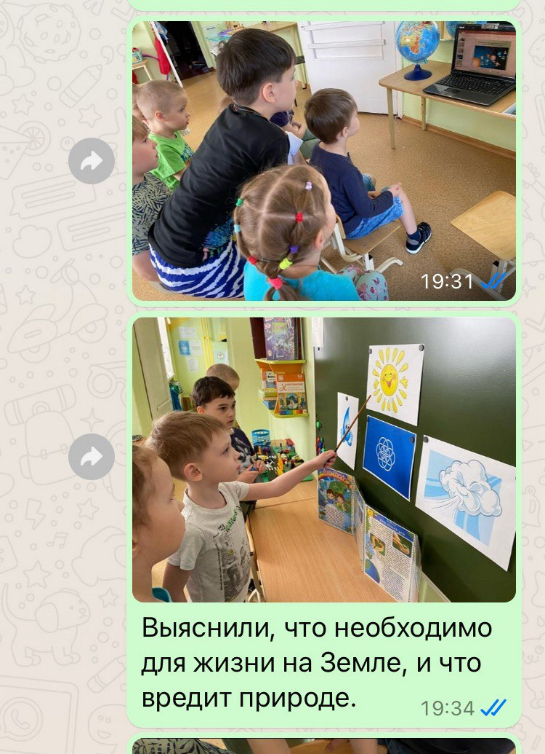 19:31
Выяснили, что необходимо
для жизни на Земле, и что
вредит природе.
19:34